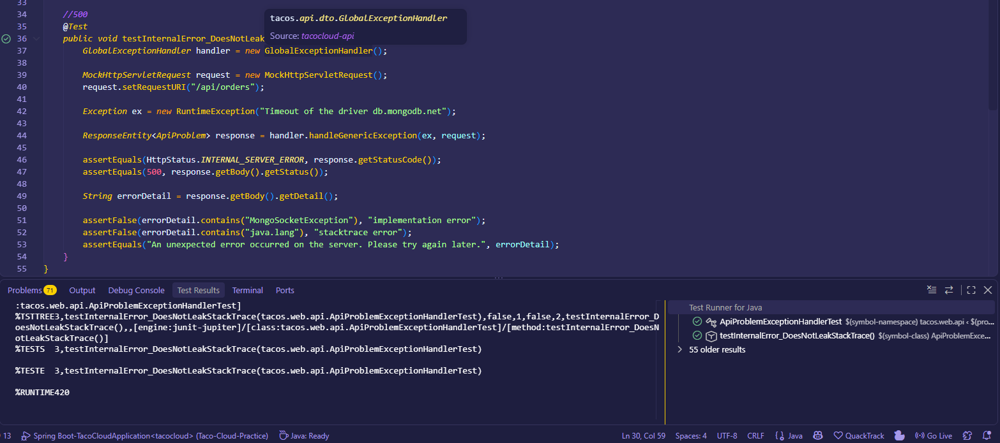 33
34 //500
35 @Test
36 public void testInternalError_DoesNotLeak
tacos.api.dto.GlobalExceptionHandler
Source: tacocloud-api
37 GlobalExceptionHandler handler = new GlobalExceptionHandler();
38
39 MockHttpServletRequest request = new MockHttpServletRequest();
40 request.setRequestURI("/api/orders");
41
42 Exception ex = new RuntimeException("Timeout of the driver db.mongodb.net");
43
44 ResponseEntity<ApiProblem> response = handler.handleGenericException(ex, request);
45
46 assertEquals(HttpStatus.INTERNAL_SERVER_ERROR, response.getStatusCode());
47 assertEquals(500, response.getBody().getStatus());
48
49 String errorDetail = response.getBody().getDetail();
50
51 assertFalse(errorDetail.contains("MongoSocketException"), "implementation error");
52 assertFalse(errorDetail.contains("java.lang"), "stacktrace error");
53 assertEquals("An unexpected error occurred on the server. Please try again later.", errorDetail);
54 }
55 }
Problems 71 Output Debug Console Test Results Terminal Ports
:tacos.web.api.ApiProblemExceptionHandlerTest]
%TSTTREE3,testInternalError_DoesNotLeakStackTrace(tacos.web.api.ApiProblemExceptionHandlerTest),false,1,false,2,testInternalError_D
oesNotLeakStackTrace(),,[engine:junit-jupiter]/[class:tacos.web.api.ApiProblemExceptionHandlerTest]/[method:testInternalError_DoesN
otLeakStackTrace()]
%TESTS  3,testInternalError_DoesNotLeakStackTrace(tacos.web.api.ApiProblemExceptionHandlerTest)
%TESTE  3,testInternalError_DoesNotLeakStackTrace(tacos.web.api.ApiProblemExceptionHandlerTest)
%RUNTIME420
Test Runner for Java
ApiProblemExceptionHandlerTest $(symbol-namespace) tacos.web.api < $(pro...
testInternalError_DoesNotLeakStackTrace() $(symbol-class) ApiProblemExce...
55 older results
13 Spring Boot-TacoCloudApplication<tacocloud> (Taco-Cloud-Practice) Java: Ready Ln 30, Col 59 Spaces: 4 UTF-8 CRLF {} Java QuackTrack Go Live